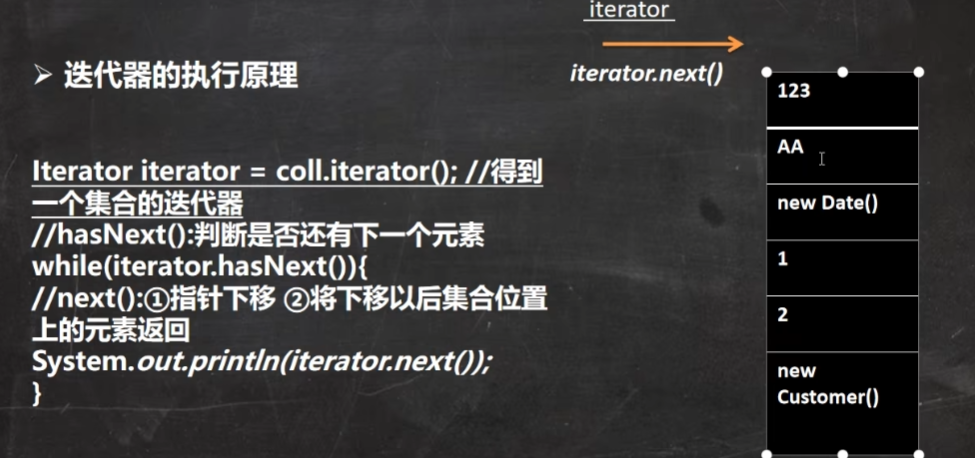 iterator
iterator.next()
➢ 迭代器的执行原理
Iterator iterator = coll.iterator(); //得到
一个集合的迭代器
//hasNext():判断是否还有下一个元素
while(iterator.hasNext()){
//next():①指针下移 ②将下移以后集合位置
上的元素返回
System.out.println(iterator.next());
}
123
AA
new Date()
1
2
new
Customer()